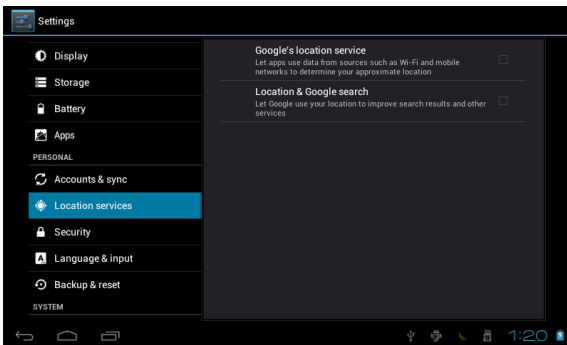 Settings
Display
Storage
Battery
Apps
PERSONAL
Accounts & sync
Location services
Security
Language & input
Backup & reset
SYSTEM
Google's location service
Let apps use data from sources such as Wi-Fi and mobile
networks to determine your approximate location
Location & Google search
Let Google use your location to improve search results and other
services
1:20